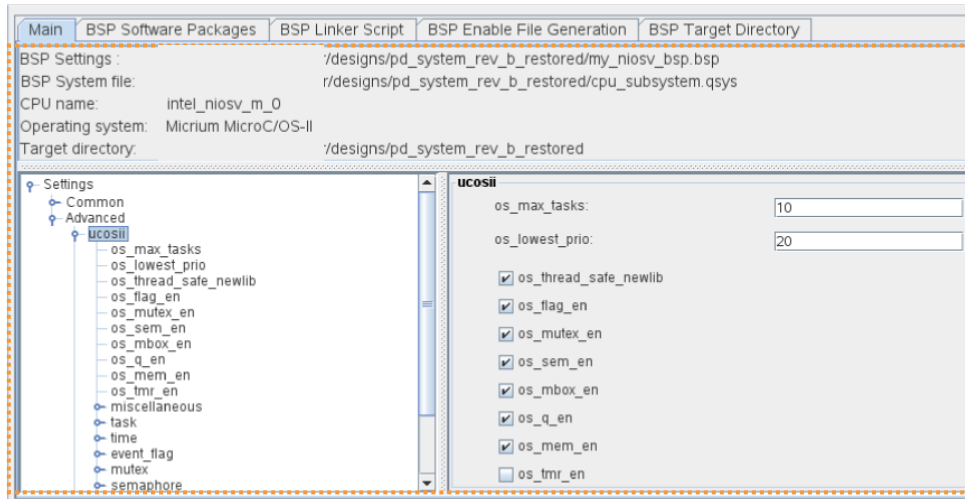 Main BSP Software Packages BSP Linker Script BSP Enable File Generation BSP Target Directory
BSP Settings : '/designs/pd_system_rev_b_restored/my_niosv_bsp.bsp
BSP System file: r/designs/pd_system_rev_b_restored/cpu_subsystem.qsys
CPU name: intel_niosv_m_0
Operating system: Micrium MicroC/OS-II
Target directory: '/designs/pd_system_rev_b_restored
Settings
Common
Advanced
ucosii
os_max_tasks
os_lowest_prio
os_thread_safe_newlib
os_flag_en
os_mutex_en
os_sem_en
os_mbox_en
os_q_en
os_mem_en
os_tmr_en
miscellaneous
task
time
event_flag
mutex
semaphore
ucosii
os_max_tasks: 10
os_lowest_prio: 20
os_thread_safe_newlib
os_flag_en
os_mutex_en
os_sem_en
os_mbox_en
os_q_en
os_mem_en
os_tmr_en